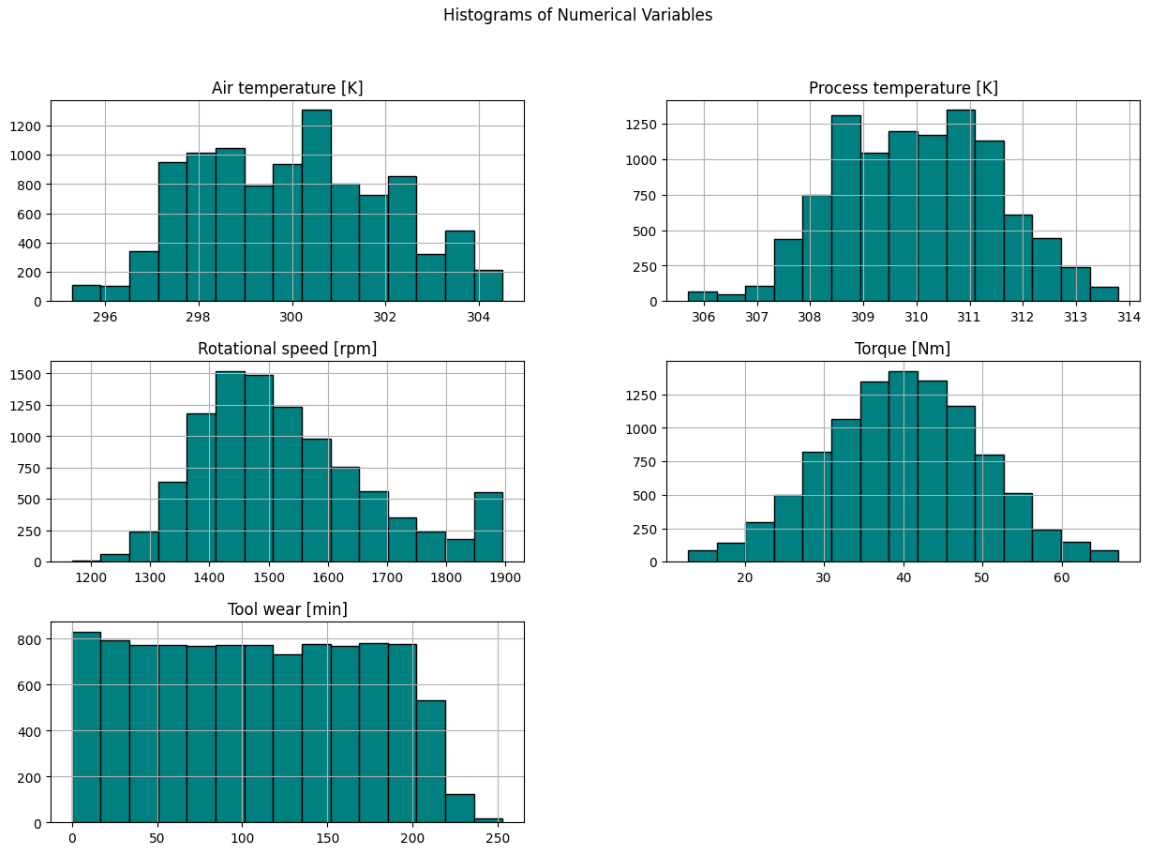 Histograms of Numerical Variables
Air temperature [K]
1200
1000
800
600
400
200
0
296 298 300 302 304
Process temperature [K]
1250
1000
750
500
250
0
306 307 308 309 310 311 312 313 314
Rotational speed [rpm]
1500
1250
1000
750
500
250
0
1200 1300 1400 1500 1600 1700 1800 1900
Torque [Nm]
1250
1000
750
500
250
0
20 30 40 50 60
Tool wear [min]
800
600
400
200
0
0 50 100 150 200 250